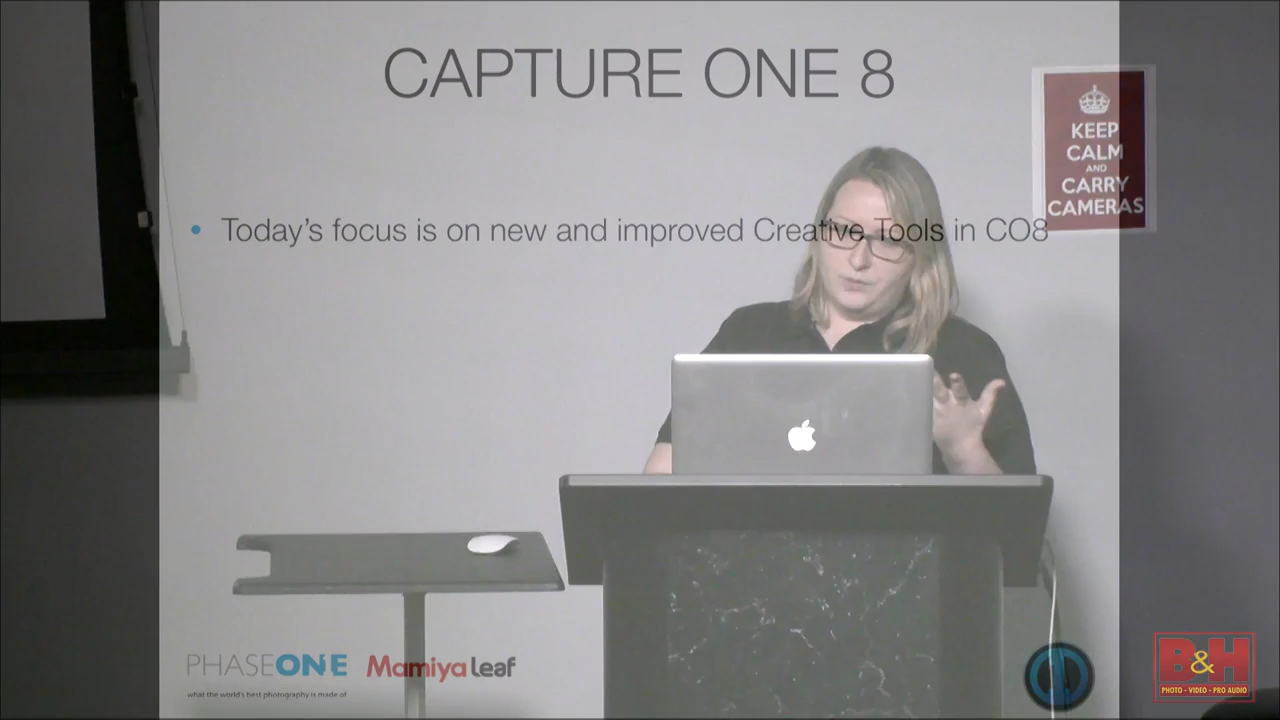 CAPTURE ONE 8
KEEP
CALM
AND
CARRY
CAMERAS
• Today's focus is on new and improved Creative Tools in CO8
PHASEONE Mamiya Leaf
what the world's best photography is made of
B&H
PHOTO - VIDEO - PRO AUDIO